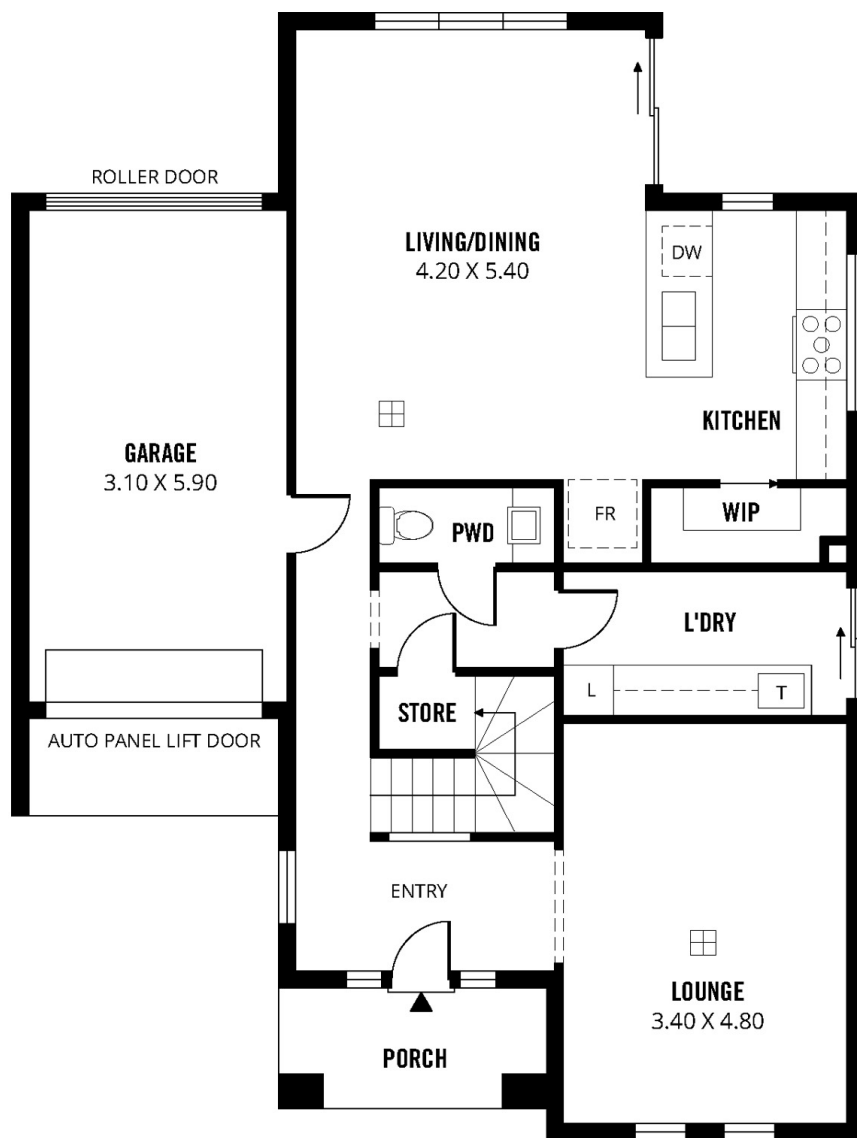 ROLLER DOOR
LIVING/DINING
4.20 X 5.40
DW
KITCHEN
GARAGE
3.10 X 5.90
PWD
FR
WIP
L'DRY
L
T
STORE
AUTO PANEL LIFT DOOR
ENTRY
LOUNGE
3.40 X 4.80
PORCH